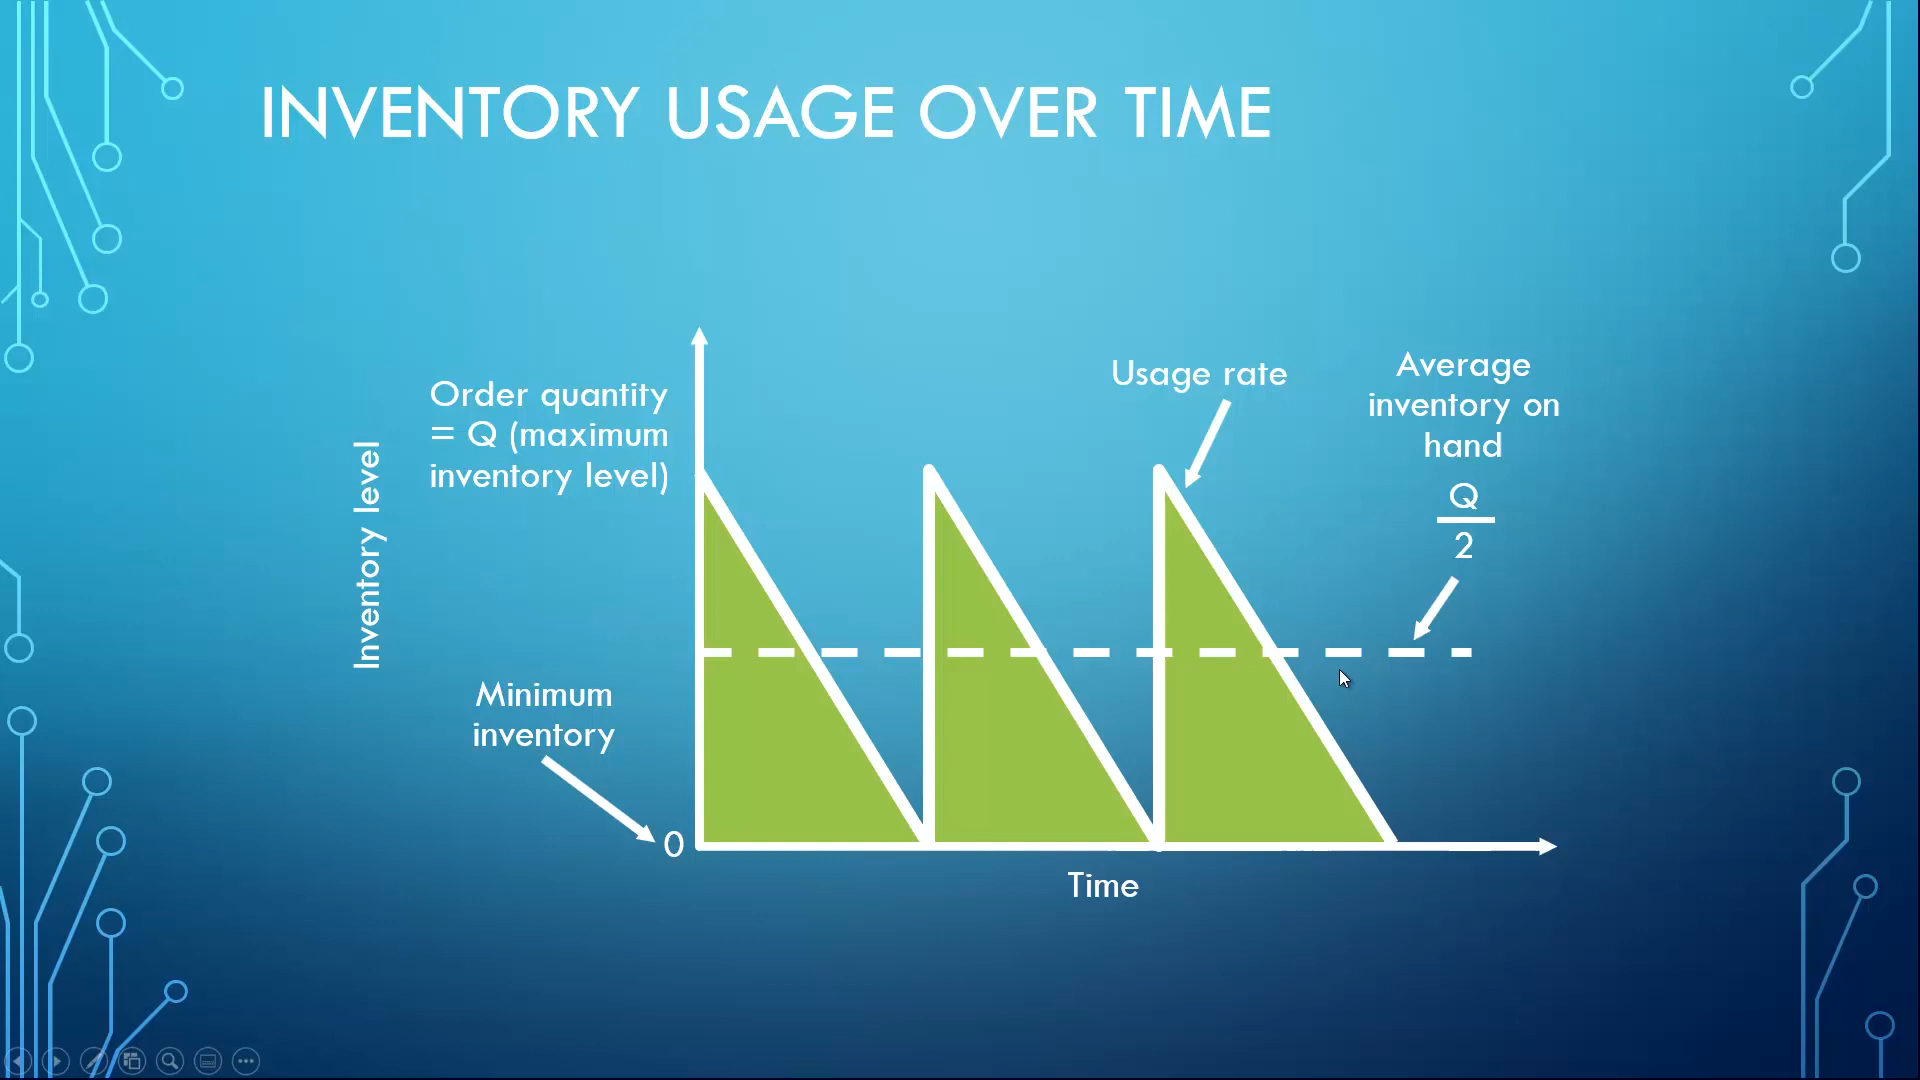 INVENTORY USAGE OVER TIME
Order quantity
= Q (maximum
inventory level)
Usage rate
Average
inventory on
hand
Q
2
Inventory level
Minimum
inventory
0
Time